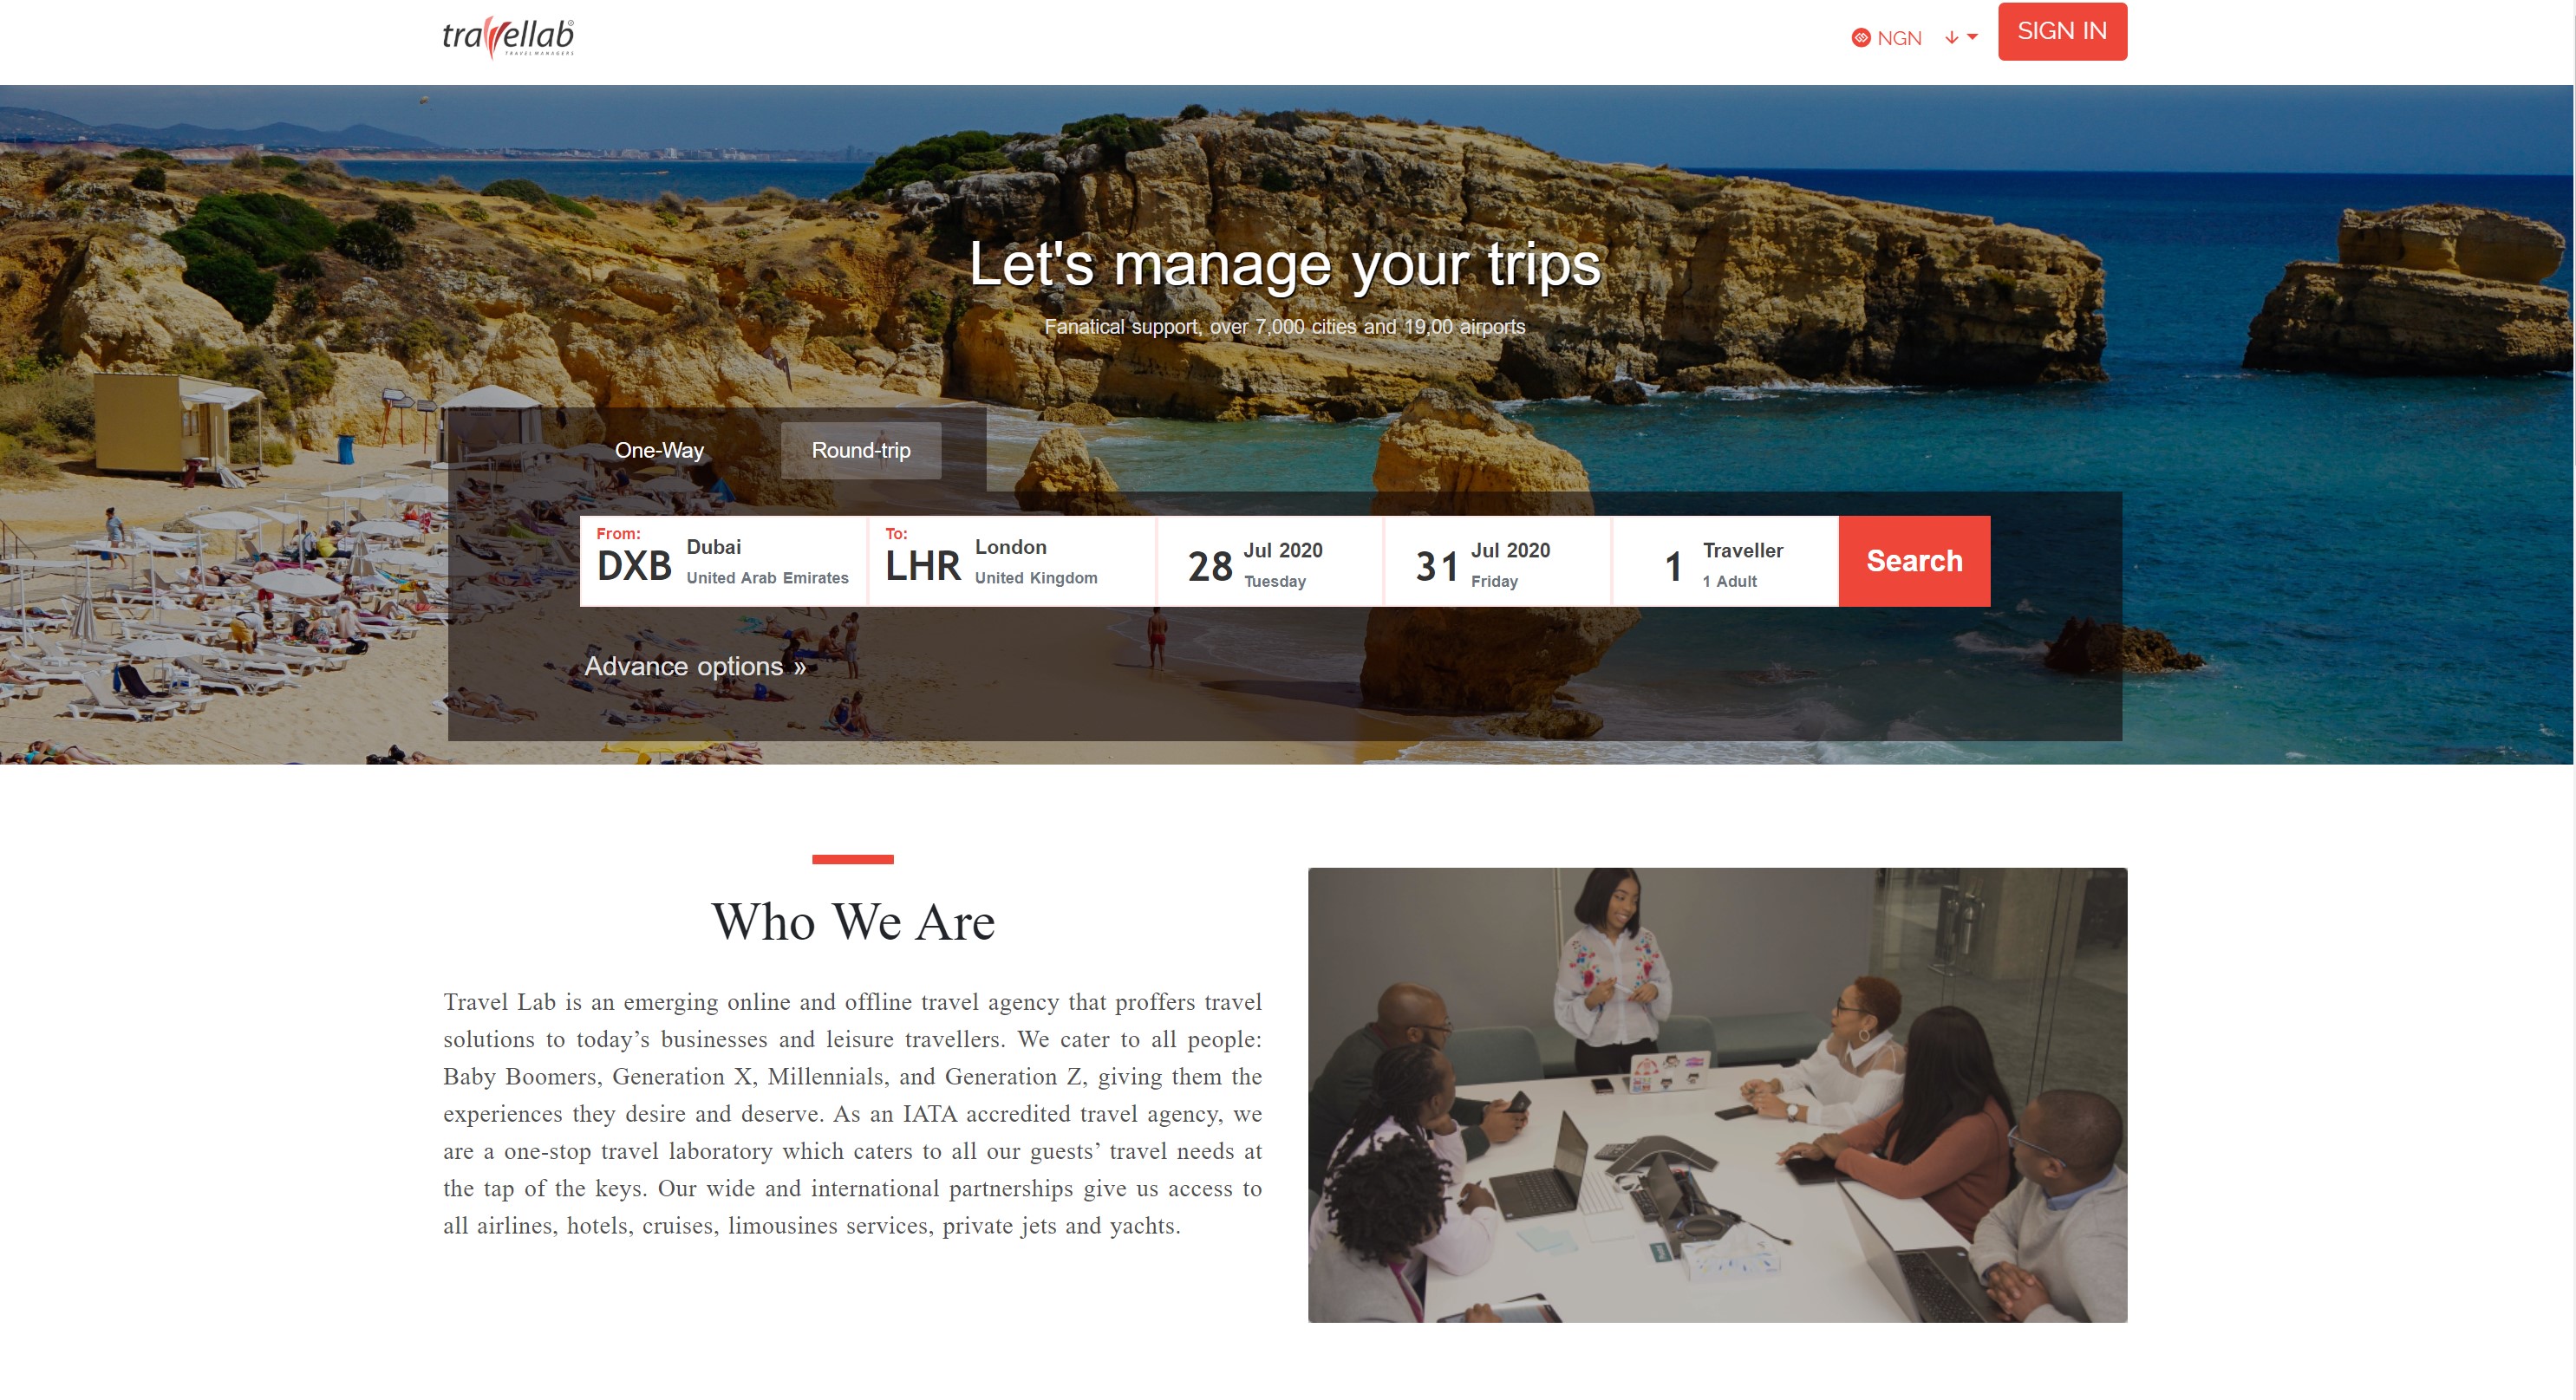 travellab
TRAVEL MANAGERS
NGN
SIGN IN
Let's manage your trips
Fanatical support, over 7,000 cities and 19,00 airports
One-Way
Round-trip
From:
DXB
Dubai
United Arab Emirates
To:
LHR
London
United Kingdom
28
Jul 2020
Tuesday
31
Jul 2020
Friday
1
Traveller
1 Adult
Search
Advance options »
Who We Are
Travel Lab is an emerging online and offline travel agency that proffers travel
solutions to today’s businesses and leisure travellers. We cater to all people:
Baby Boomers, Generation X, Millennials, and Generation Z, giving them the
experiences they desire and deserve. As an IATA accredited travel agency, we
are a one-stop travel laboratory which caters to all our guests’ travel needs at
the tap of the keys. Our wide and international partnerships give us access to
all airlines, hotels, cruises, limousines services, private jets and yachts.